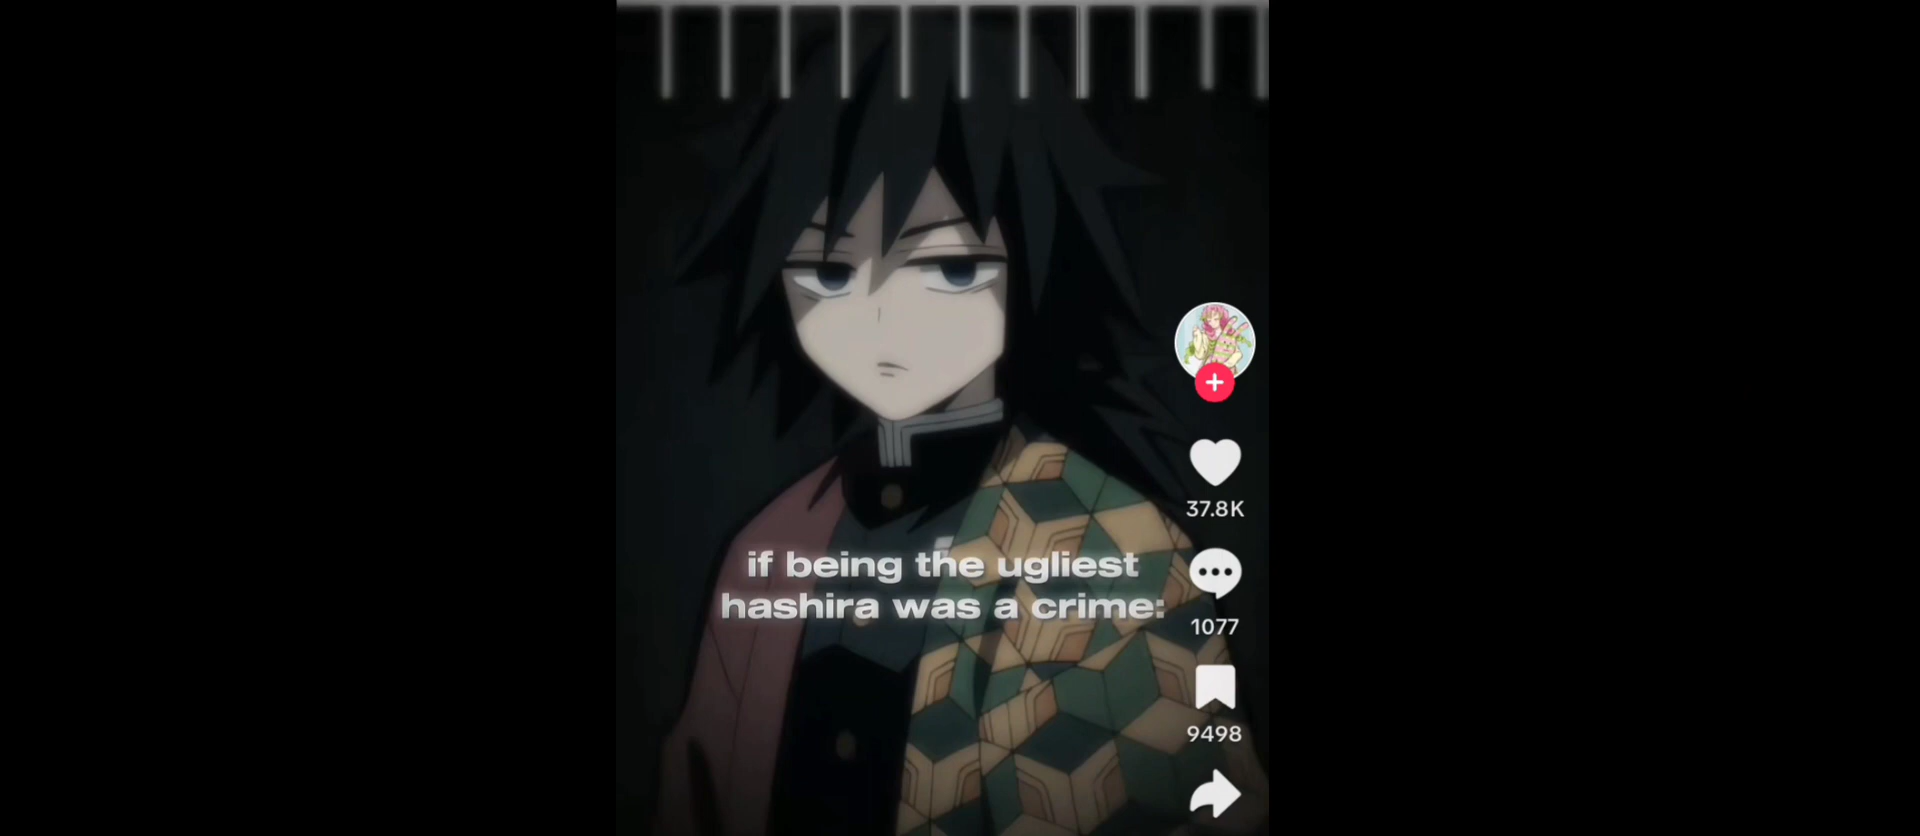 if being the ugliest
hashira was a crime:
37.8K
1077
9498